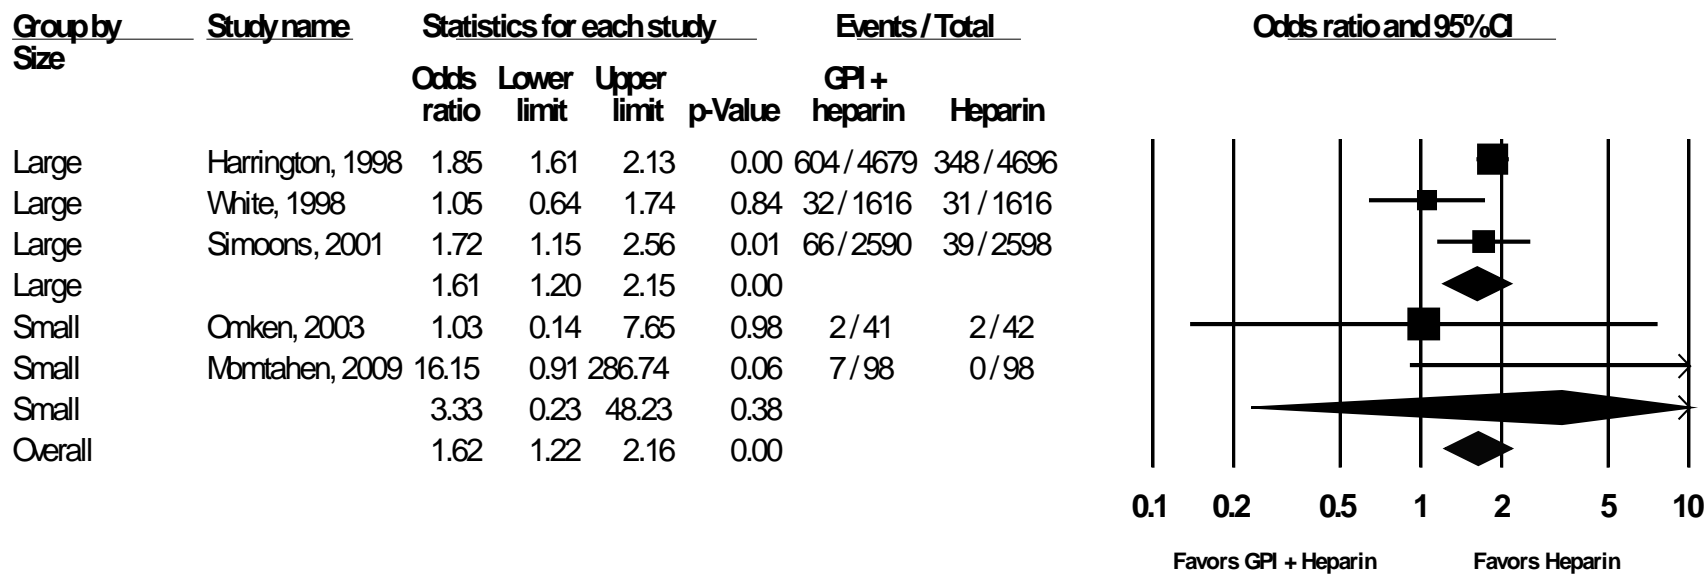 Group by Study name Statistics for each study Events / Total Odds ratio and 95% CI
Size
Odds Lower Upper GPI +
ratio limit limit p-Value heparin Heparin
Large Harrington, 1998 1.85 1.61 2.13 0.00 604 / 4679 348 / 4696
Large White, 1998 1.05 0.64 1.74 0.84 32 / 1616 31 / 1616
Large Simoons, 2001 1.72 1.15 2.56 0.01 66 / 2590 39 / 2598
Large 1.61 1.20 2.15 0.00
Small Omken, 2003 1.03 0.14 7.65 0.98 2 / 41 2 / 42
Small Momtahen, 2009 16.15 0.91 286.74 0.06 7 / 98 0 / 98
Small 3.33 0.23 48.23 0.38
Overall 1.62 1.22 2.16 0.00
0.1 0.2 0.5 1 2 5 10
Favors GPI + Heparin Favors Heparin